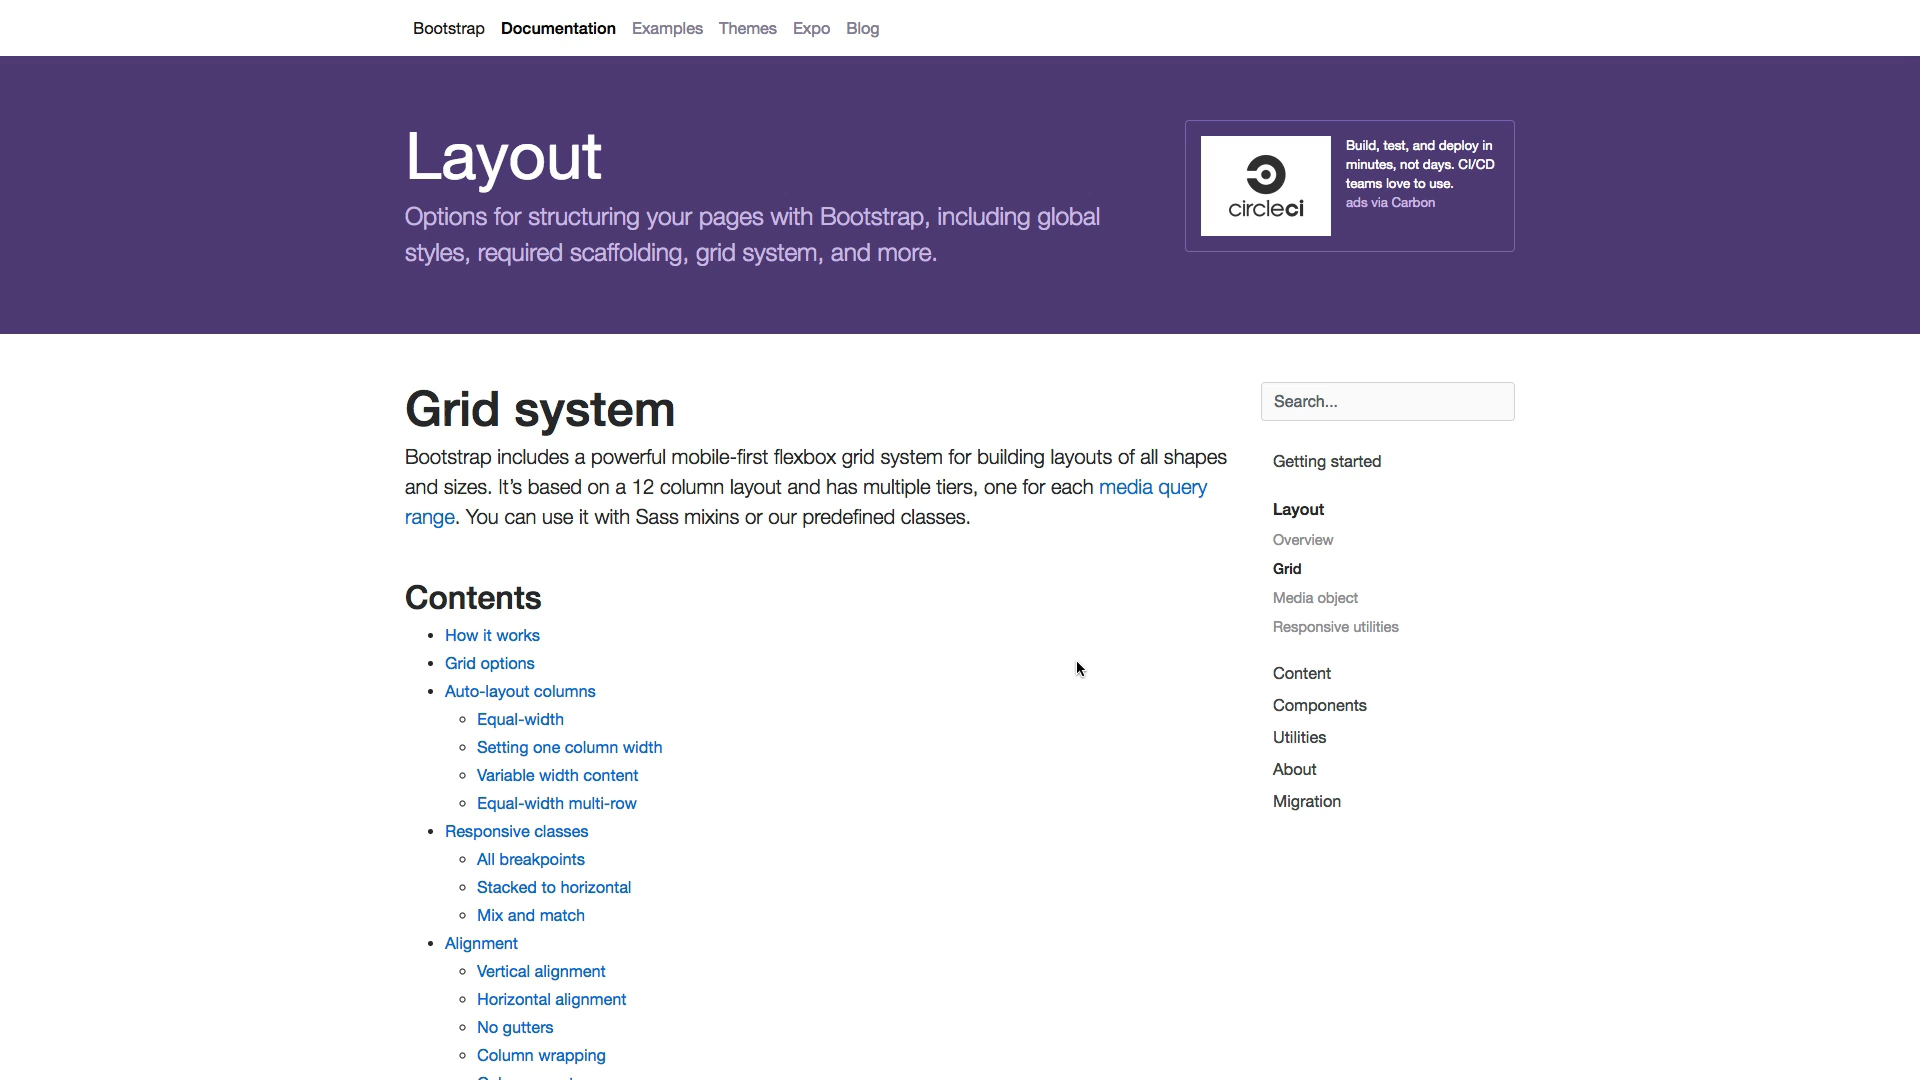 Bootstrap Documentation Examples Themes Expo Blog
Layout
Options for structuring your pages with Bootstrap, including global
styles, required scaffolding, grid system, and more.
circleci
Build, test, and deploy in
minutes, not days. CI/CD
teams love to use.
ads via Carbon
Grid system
Bootstrap includes a powerful mobile-first flexbox grid system for building layouts of all shapes
and sizes. It's based on a 12 column layout and has multiple tiers, one for each media query
range. You can use it with Sass mixins or our predefined classes.
Contents
How it works
Grid options
Auto-layout columns
Equal-width
Setting one column width
Variable width content
Equal-width multi-row
Responsive classes
All breakpoints
Stacked to horizontal
Mix and match
Alignment
Vertical alignment
Horizontal alignment
No gutters
Column wrapping
Search...
Getting started
Layout
Overview
Grid
Media object
Responsive utilities
Content
Components
Utilities
About
Migration